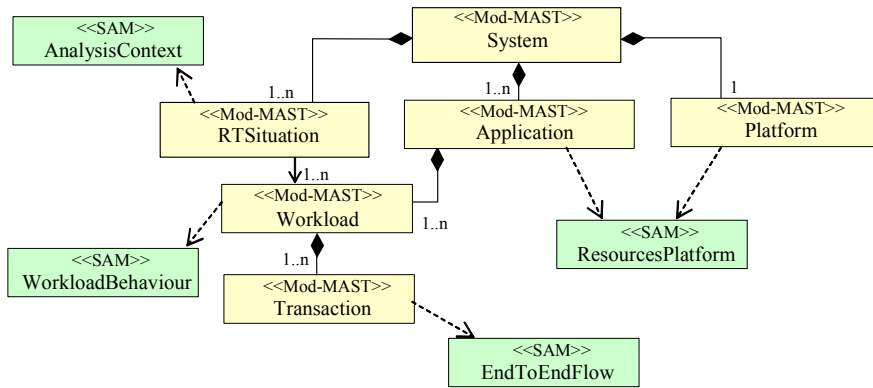 <<Mod-MAST>>
System
<<SAM>>
AnalysisContext
1..n
1..n
1
<<Mod-MAST>>
RTSituation
<<Mod-MAST>>
Application
<<Mod-MAST>>
Platform
1..n
<<Mod-MAST>>
Workload
1..n
<<SAM>>
WorkloadBehaviour
<<SAM>>
ResourcesPlatform
1..n
<<Mod-MAST>>
Transaction
<<SAM>>
EndToEndFlow